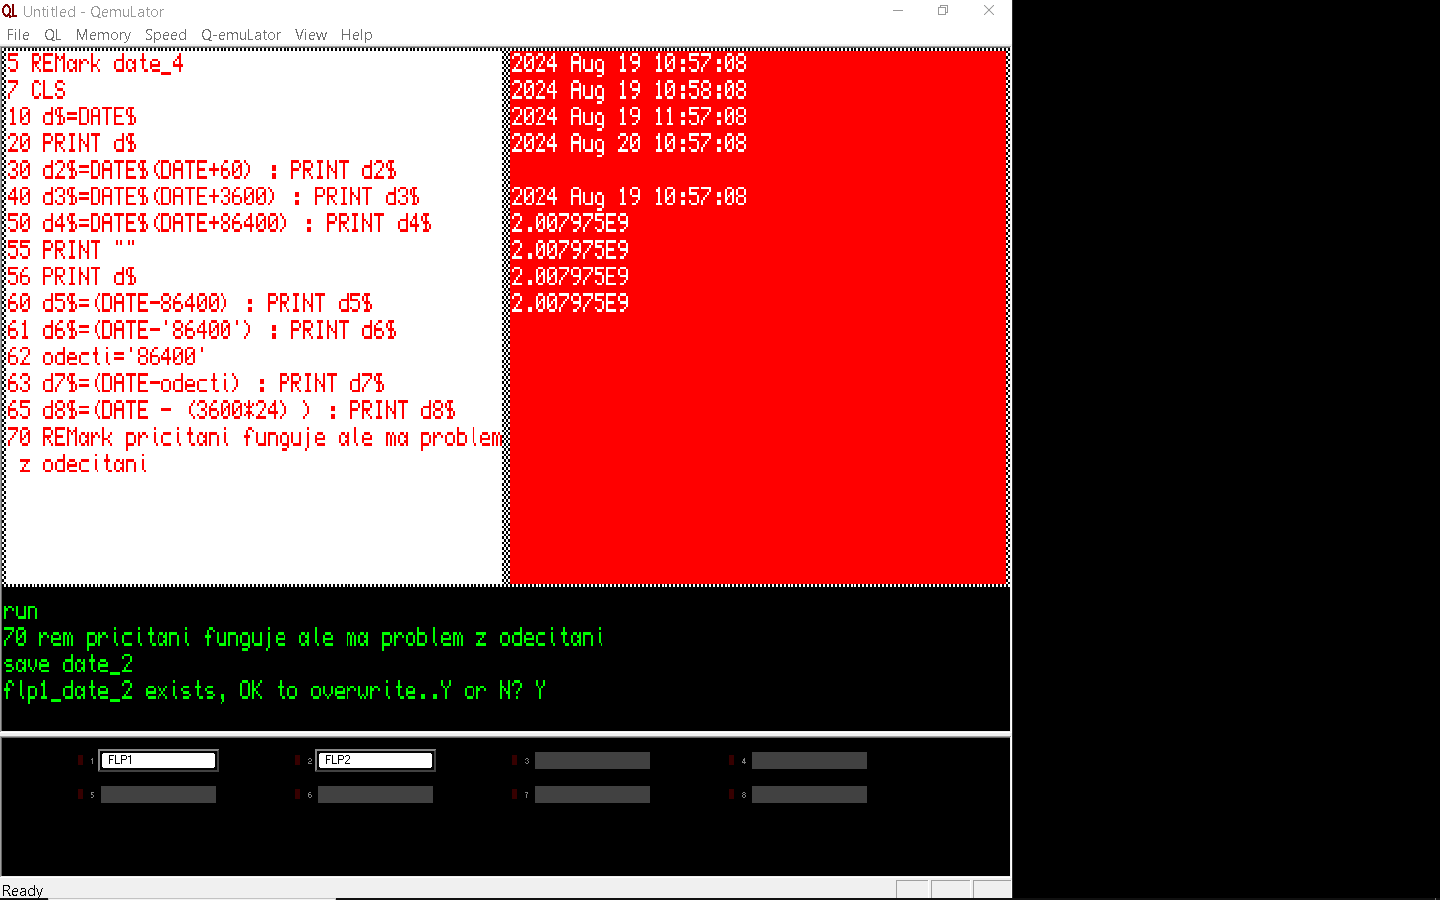 QL Untitled - QemuLator
File QL Memory Speed Q-emuLator View Help
5 REMark date_4
7 CLS
10 d$=DATE$
20 PRINT d$
30 d2$=DATE$(DATE+60) : PRINT d2$
40 d3$=DATE$(DATE+3600) : PRINT d3$
50 d4$=DATE$(DATE+86400) : PRINT d4$
55 PRINT ""
56 PRINT d$
60 d5$=(DATE-86400) : PRINT d5$
61 d6$=(DATE-'86400') : PRINT d6$
62 odecti='86400'
63 d7$=(DATE-odecti) : PRINT d7$
65 d8$=(DATE - (3600*24) ) : PRINT d8$
70 REMark pricitani funguje ale ma problem
z odecitani
2024 Aug 19 10:57:08
2024 Aug 19 10:58:08
2024 Aug 19 11:57:08
2024 Aug 20 10:57:08
2024 Aug 19 10:57:08
2.007975E9
2.007975E9
2.007975E9
2.007975E9
run
70 rem pricitani funguje ale ma problem z odecitani
save date_2
flp1_date_2 exists, OK to overwrite..Y or N? Y
1 FLP1 2 FLP2 3 4
5 6 7 8
Ready